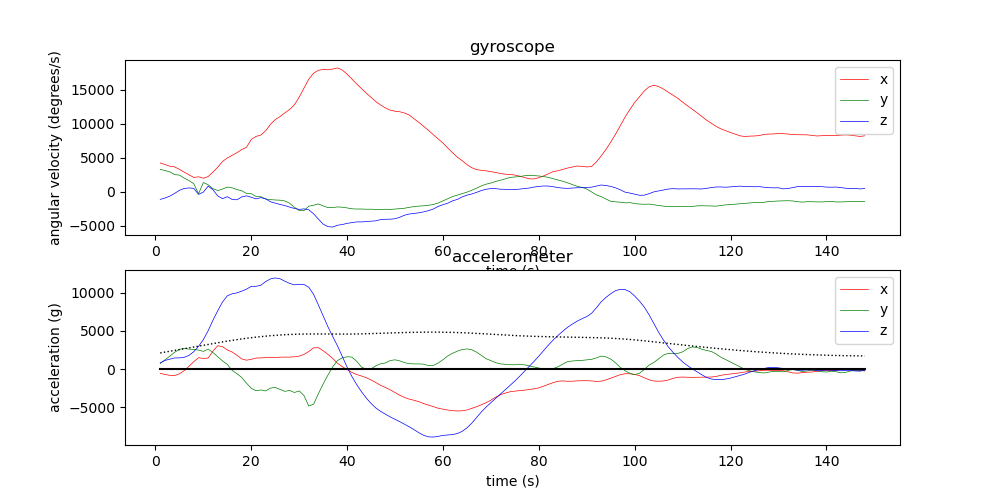 gyroscope
angular velocity (degrees/s)
15000
10000
5000
0
−5000
x
y
z
0 20 40 60 80 100 120 140
time (s)
accelerometer
acceleration (g)
10000
5000
0
−5000
x
y
z
0 20 40 60 80 100 120 140
time (s)